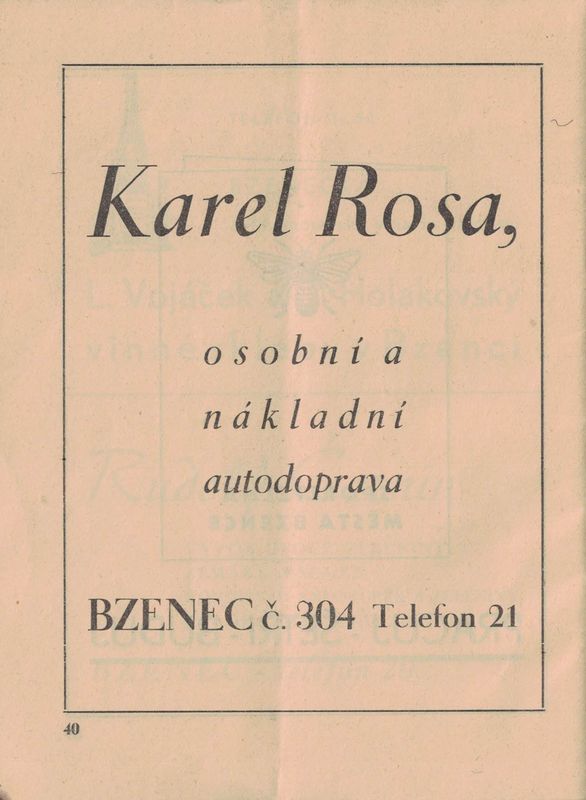 Karel Rosa,
osobní a
nákladní
autodoprava
BZENEC č. 304 Telefon 21
40